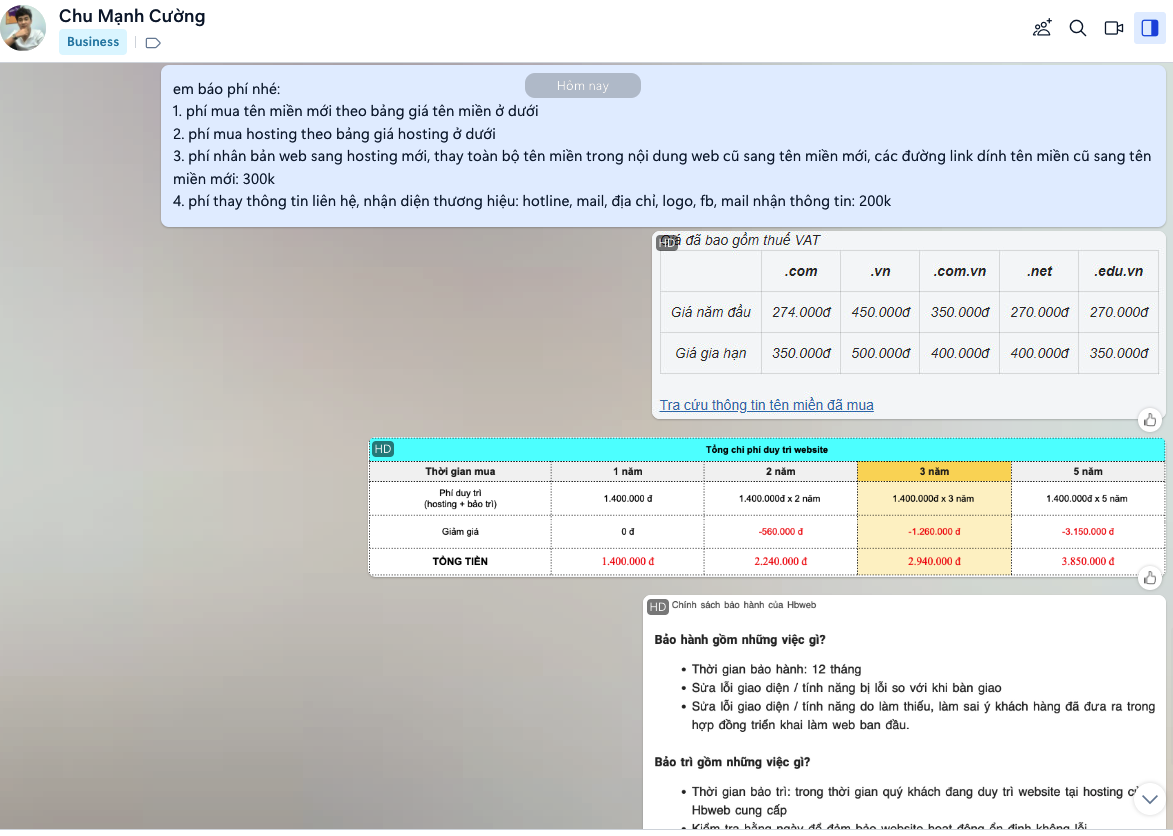 Chu Mạnh Cường
Business
Hôm nay
em báo phí nhé:
1. phí mua tên miền mới theo bảng giá tên miền ở dưới
2. phí mua hosting theo bảng giá hosting ở dưới
3. phí nhân bản web sang hosting mới, thay toàn bộ tên miền trong nội dung web cũ sang tên miền mới, các đường link dính tên miền cũ sang tên
miền mới: 300k
4. phí thay thông tin liên hệ, nhận diện thương hiệu: hotline, mail, địa chỉ, logo, fb, mail nhận thông tin: 200k
HD
Giá đã bao gồm thuế VAT
.com .vn .com.vn .net .edu.vn
Giá năm đầu 274.000đ 450.000đ 350.000đ 270.000đ 270.000đ
Giá gia hạn 350.000đ 500.000đ 400.000đ 400.000đ 350.000đ
Tra cứu thông tin tên miền đã mua
HD
Tổng chi phí duy trì website
Thời gian mua 1 năm 2 năm 3 năm 5 năm
Phí duy trì
(hosting + bảo trì) 1.400.000 đ 1.400.000đ x 2 năm 1.400.000đ x 3 năm 1.400.000đ x 5 năm
Giảm giá 0 đ -560.000 đ -1.260.000 đ -3.150.000 đ
TỔNG TIỀN 1.400.000 đ 2.240.000 đ 2.940.000 đ 3.850.000 đ
HD
Chính sách bảo hành của Hbweb
Bảo hành gồm những việc gì?
• Thời gian bảo hành: 12 tháng
• Sửa lỗi giao diện / tính năng bị lỗi so với khi bàn giao
• Sửa lỗi giao diện / tính năng do làm thiếu, làm sai ý khách hàng đã đưa ra trong
hợp đồng triển khai làm web ban đầu.
Bảo trì gồm những việc gì?
• Thời gian bảo trì: trong thời gian quý khách đang duy trì website tại hosting
Hbweb cung cấp
• Kiểm tra hằng ngày để đảm bảo website hoạt động ổn định không lỗi